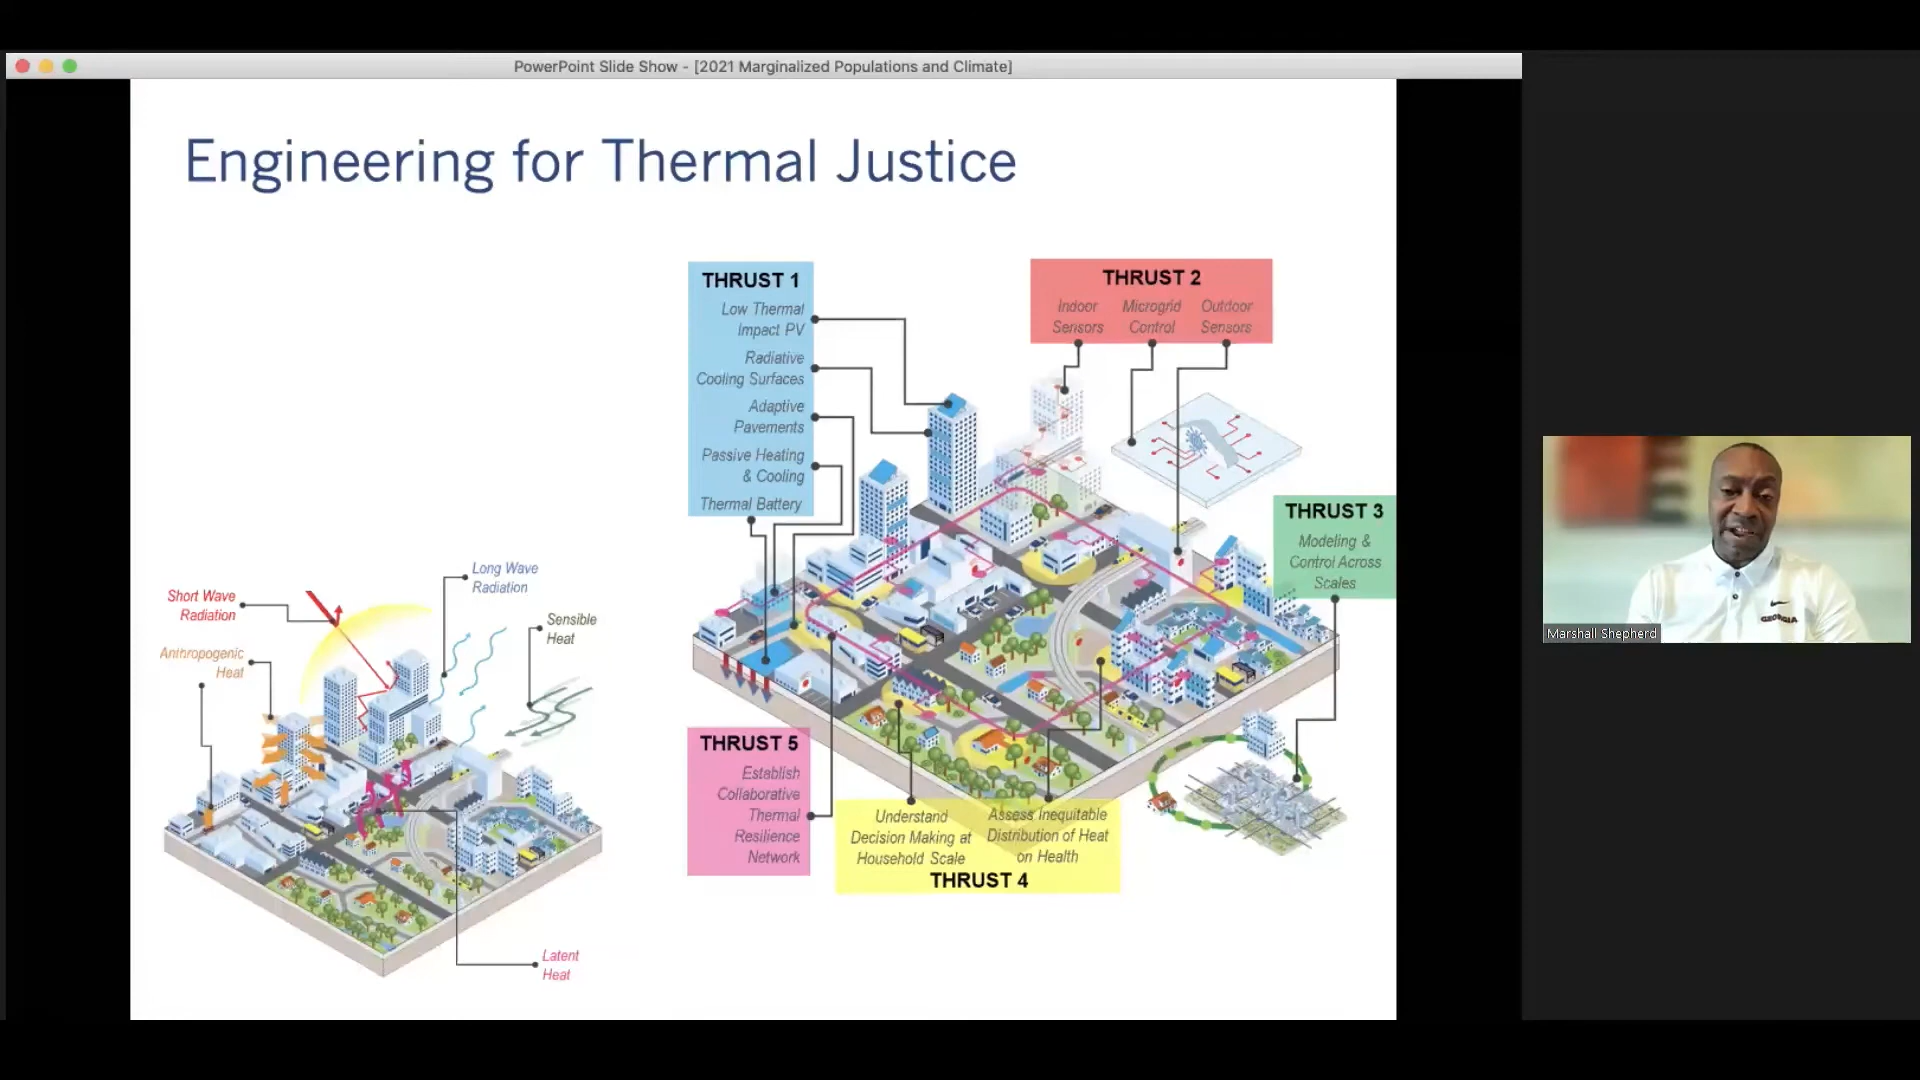 PowerPoint Slide Show - [2021 Marginalized Populations and Climate]
Engineering for Thermal Justice
THRUST 1
Low Thermal
Impact PV
Radiative
Cooling Surfaces
Adaptive
Pavements
Passive Heating
& Cooling
Thermal Battery
THRUST 2
Indoor
Sensors
Microgrid
Control
Outdoor
Sensors
THRUST 3
Modeling &
Control Across
Scales
Short Wave
Radiation
Long Wave
Radiation
Sensible
Heat
Anthropogenic
Heat
Latent
Heat
THRUST 5
Establish
Collaborative
Thermal
Resilience
Network
Understand
Decision Making at
Household Scale
Assess Inequitable
Distribution of Heat
on Health
THRUST 4
GEORGIA
Marshall Shepherd